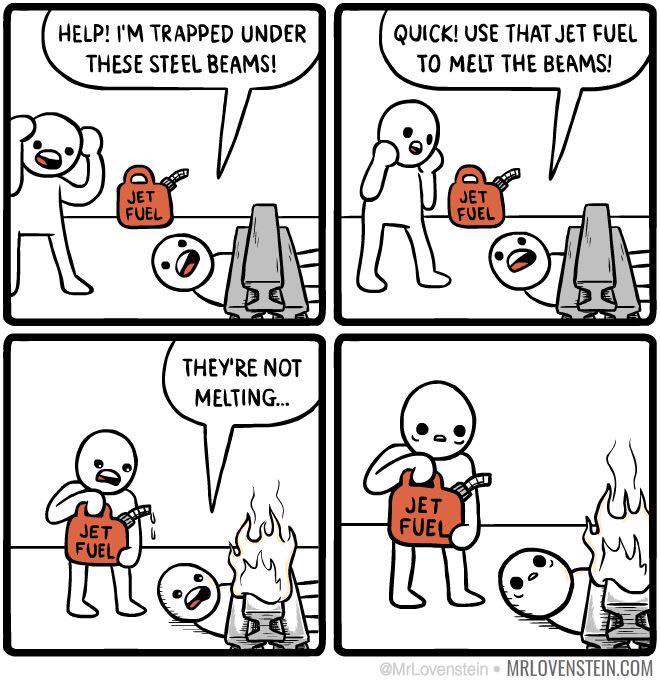 HELP! I'M TRAPPED UNDER
THESE STEEL BEAMS!
JET
FUEL
QUICK! USE THAT JET FUEL
TO MELT THE BEAMS!
JET
FUEL
THEY'RE NOT
MELTING...
JET
FUEL
JET
FUEL
@MrLovenstein • MRLOVENSTEIN.COM